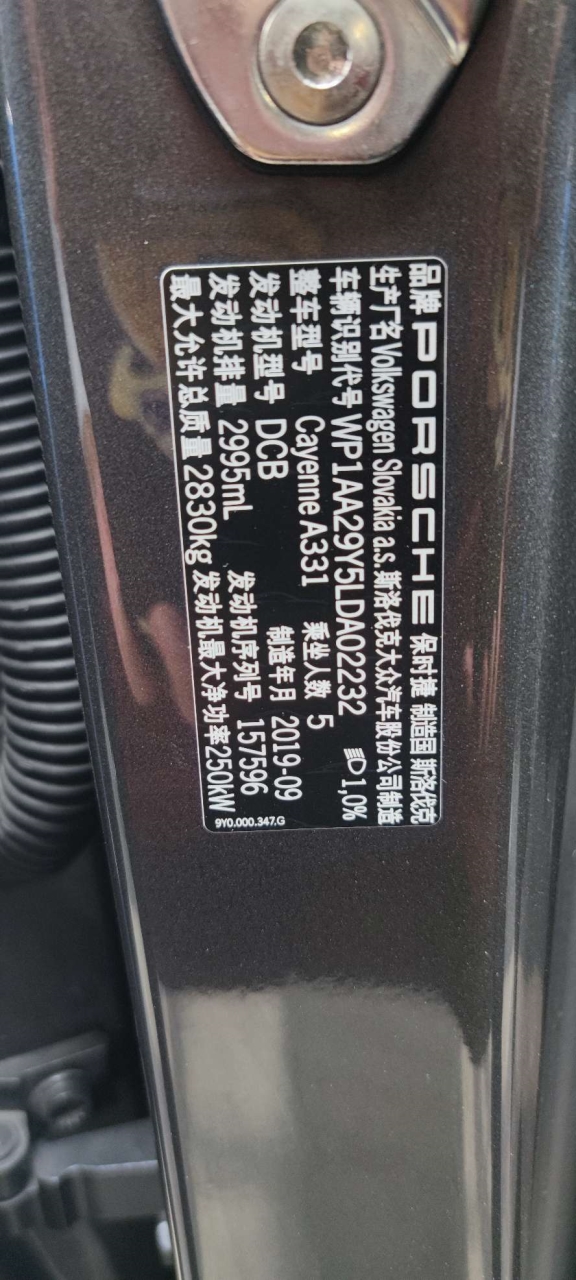 品牌 PORSCHE 保时捷 制造国 斯洛伐克
生产厂名 Volkswagen Slovakia a.s. 斯洛伐克大众汽车股份公司制造
车辆识别代号 WP1AA29Y5LDA02232 1,0%
整车型号 Cayenne A331 乘坐人数 5
发动机型号 DCB 制造年月 2019-09
发动机排量 2995mL 发动机序列号 157596
最大允许总质量 2830kg 发动机最大净功率 250kW
9Y0.000.347.G